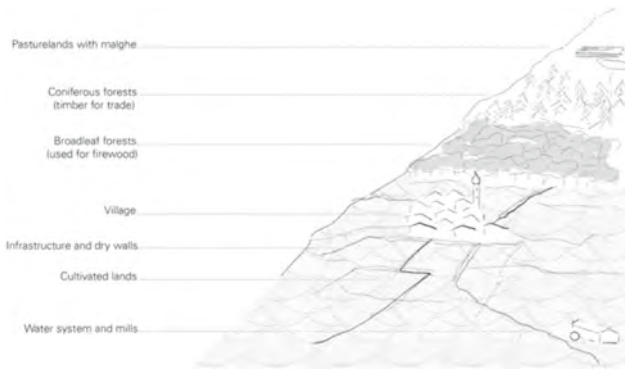 Pasturelands with malghe
Coniferous forests
(timber for trade)
Broadleaf forests
(used for firewood)
Village
Infrastructure and dry walls
Cultivated lands
Water system and mills